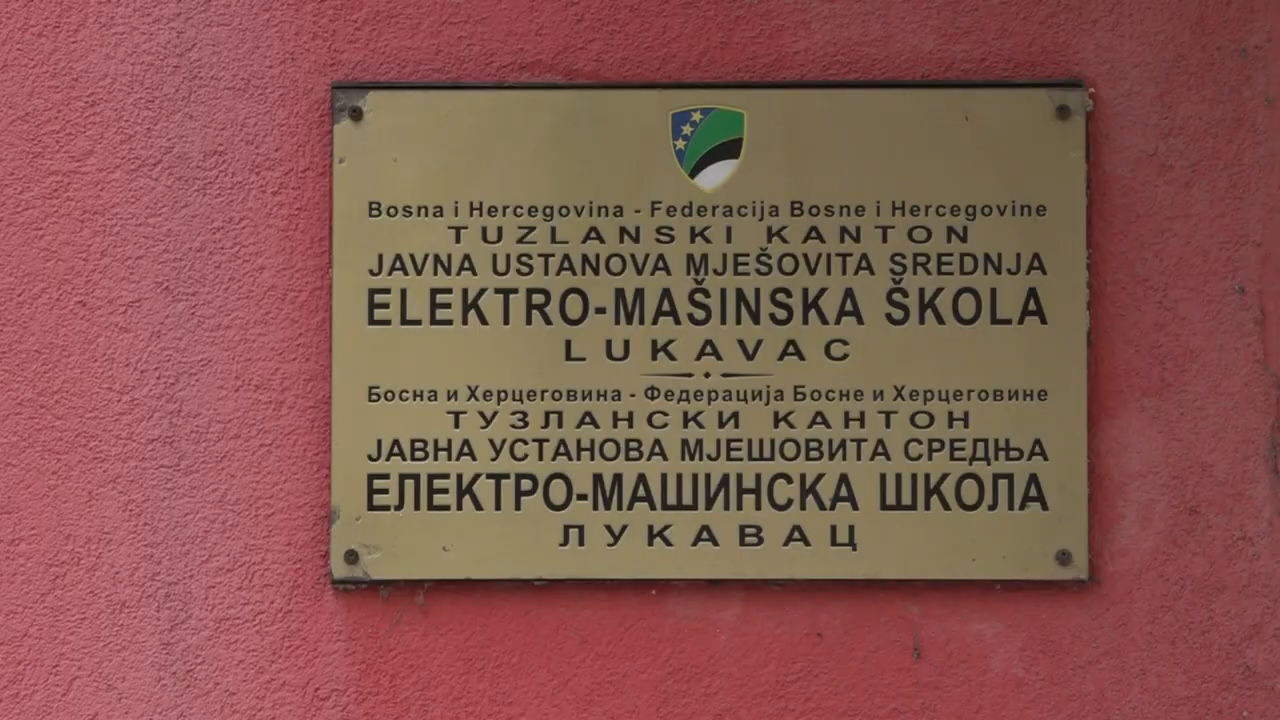 Bosna i Hercegovina - Federacija Bosne i Hercegovine
TUZLANSKI KANTON
JAVNA USTANOVA MJEŠOVITA SREDNJA
ELEKTRO-MAŠINSKA ŠKOLA
LUKAVAC
Босна и Херцеговина - Федерација Босне и Херцеговине
ТУЗЛАНСКИ КАНТОН
ЈАВНА УСТАНОВА МЈЕШОВИТА СРЕДЊА
ЕЛЕКТРО-МАШИНСКА ШКОЛА
ЛУКАВАЦ